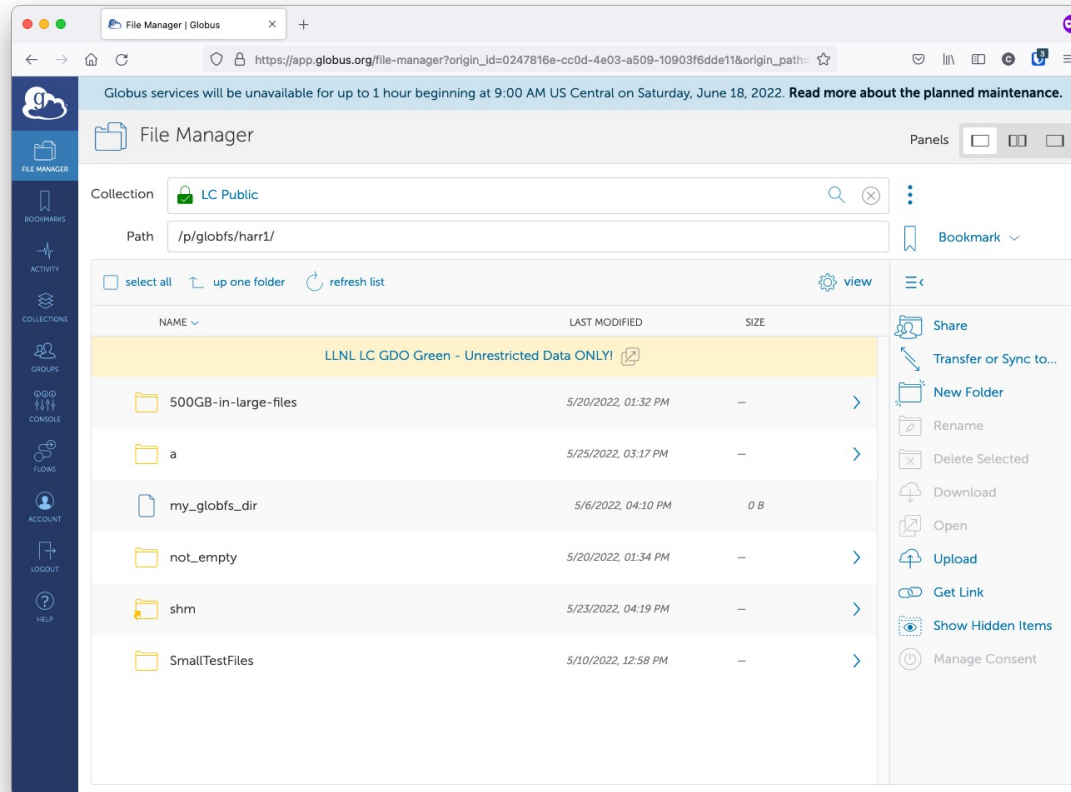 File Manager | Globus
https://app.globus.org/file-manager?origin_id=0247816e-cc0d-4e03-a509-10903f6dde11&origin_path=
3
Globus services will be unavailable for up to 1 hour beginning at 9:00 AM US Central on Saturday, June 18, 2022. Read more about the planned maintenance.
g
File Manager
Panels
FILE MANAGER
BOOKMARKS
ACTIVITY
COLLECTIONS
GROUPS
CONSOLE
FLOWS
ACCOUNT
LOGOUT
HELP
Collection LC Public
Path /p/globfs/harr1/
Bookmark
select all up one folder refresh list view
NAME LAST MODIFIED SIZE
LLNL LC GDO Green - Unrestricted Data ONLY!
500GB-in-large-files 5/20/2022, 01:32 PM —
a 5/25/2022, 03:17 PM —
my_globfs_dir 5/6/2022, 04:10 PM 0 B
not_empty 5/20/2022, 01:34 PM —
shm 5/23/2022, 04:19 PM —
SmallTestFiles 5/10/2022, 12:58 PM —
Share
Transfer or Sync to...
New Folder
Rename
Delete Selected
Download
Open
Upload
Get Link
Show Hidden Items
Manage Consent